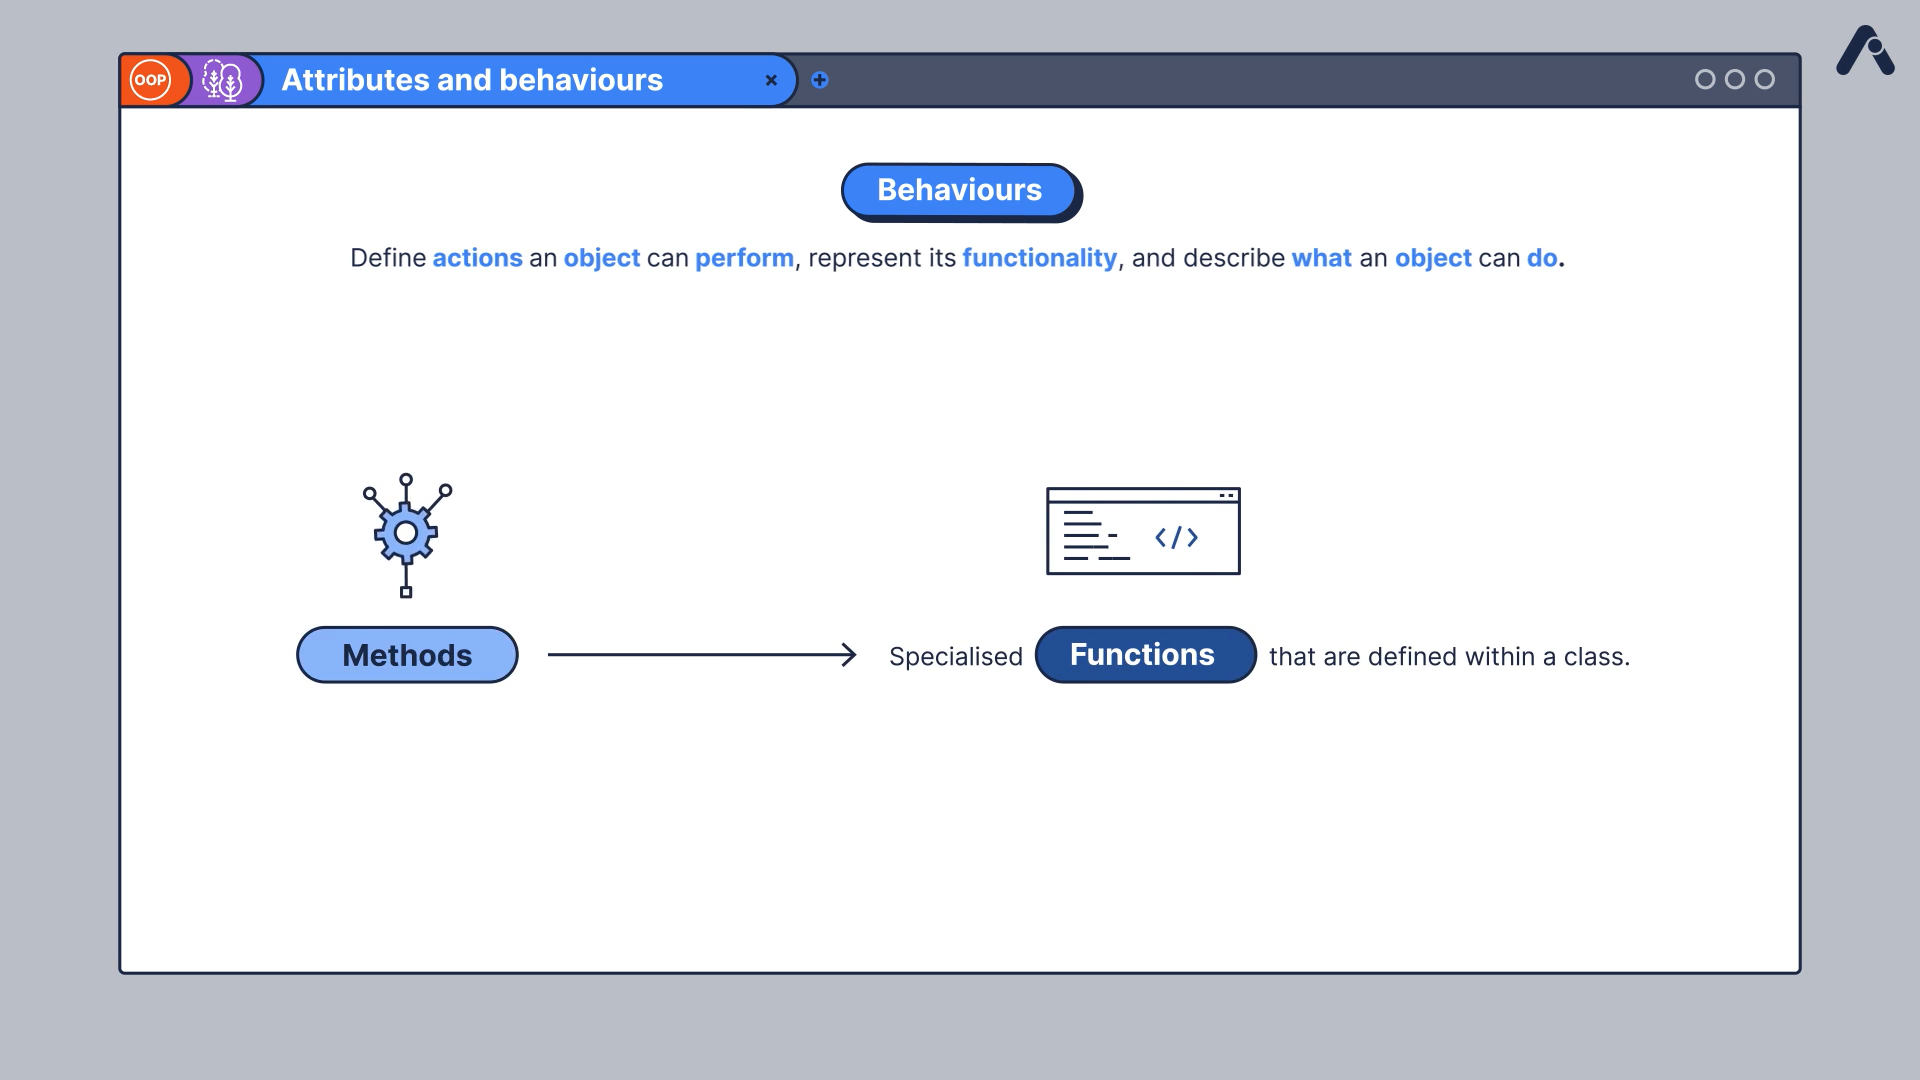 OOP
Attributes and behaviours
Behaviours
Define actions an object can perform, represent its functionality, and describe what an object can do.
</>
Methods
Specialised Functions that are defined within a class.